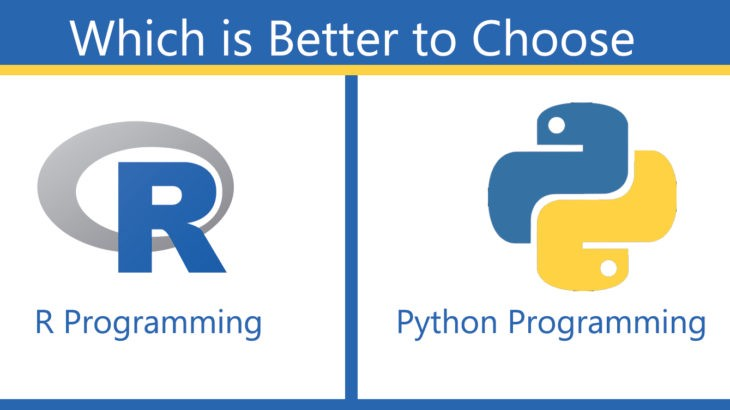 Which is Better to Choose
R
R Programming
Python Programming